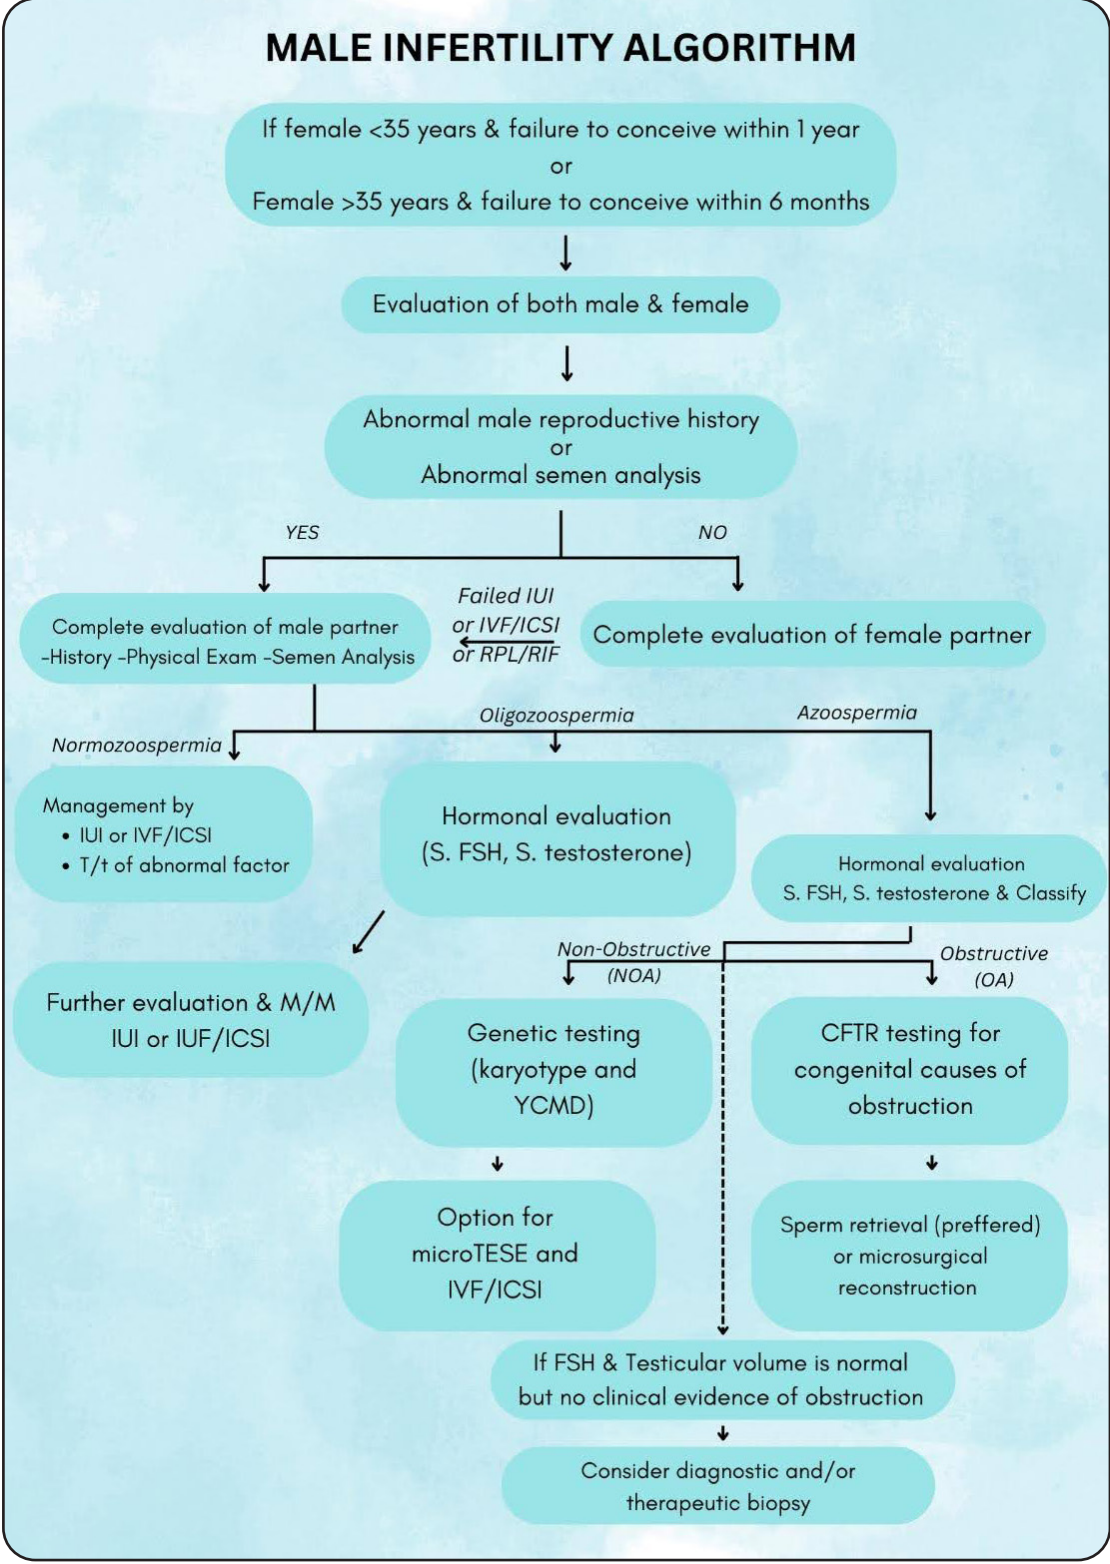 MALE INFERTILITY ALGORITHM
If female <35 years & failure to conceive within 1 year
or
Female >35 years & failure to conceive within 6 months
Evaluation of both male & female
Abnormal male reproductive history
or
Abnormal semen analysis
YES
NO
Complete evaluation of male partner
-History -Physical Exam -Semen Analysis
Failed IUI
or IVF/ICSI
or RPL/RIF
Complete evaluation of female partner
Normozoospermia
Oligozoospermia
Azoospermia
Management by
• IUI or IVF/ICSI
• T/t of abnormal factor
Hormonal evaluation
(S. FSH, S. testosterone)
Hormonal evaluation
S. FSH, S. testosterone & Classify
Further evaluation & M/M
IUI or IUF/ICSI
Non-Obstructive
(NOA)
Obstructive
(OA)
Genetic testing
(karyotype and
YCMD)
CFTR testing for
congenital causes of
obstruction
Option for
microTESE and
IVF/ICSI
Sperm retrieval (preffered)
or microsurgical
reconstruction
If FSH & Testicular volume is normal
but no clinical evidence of obstruction
Consider diagnostic and/or
therapeutic biopsy